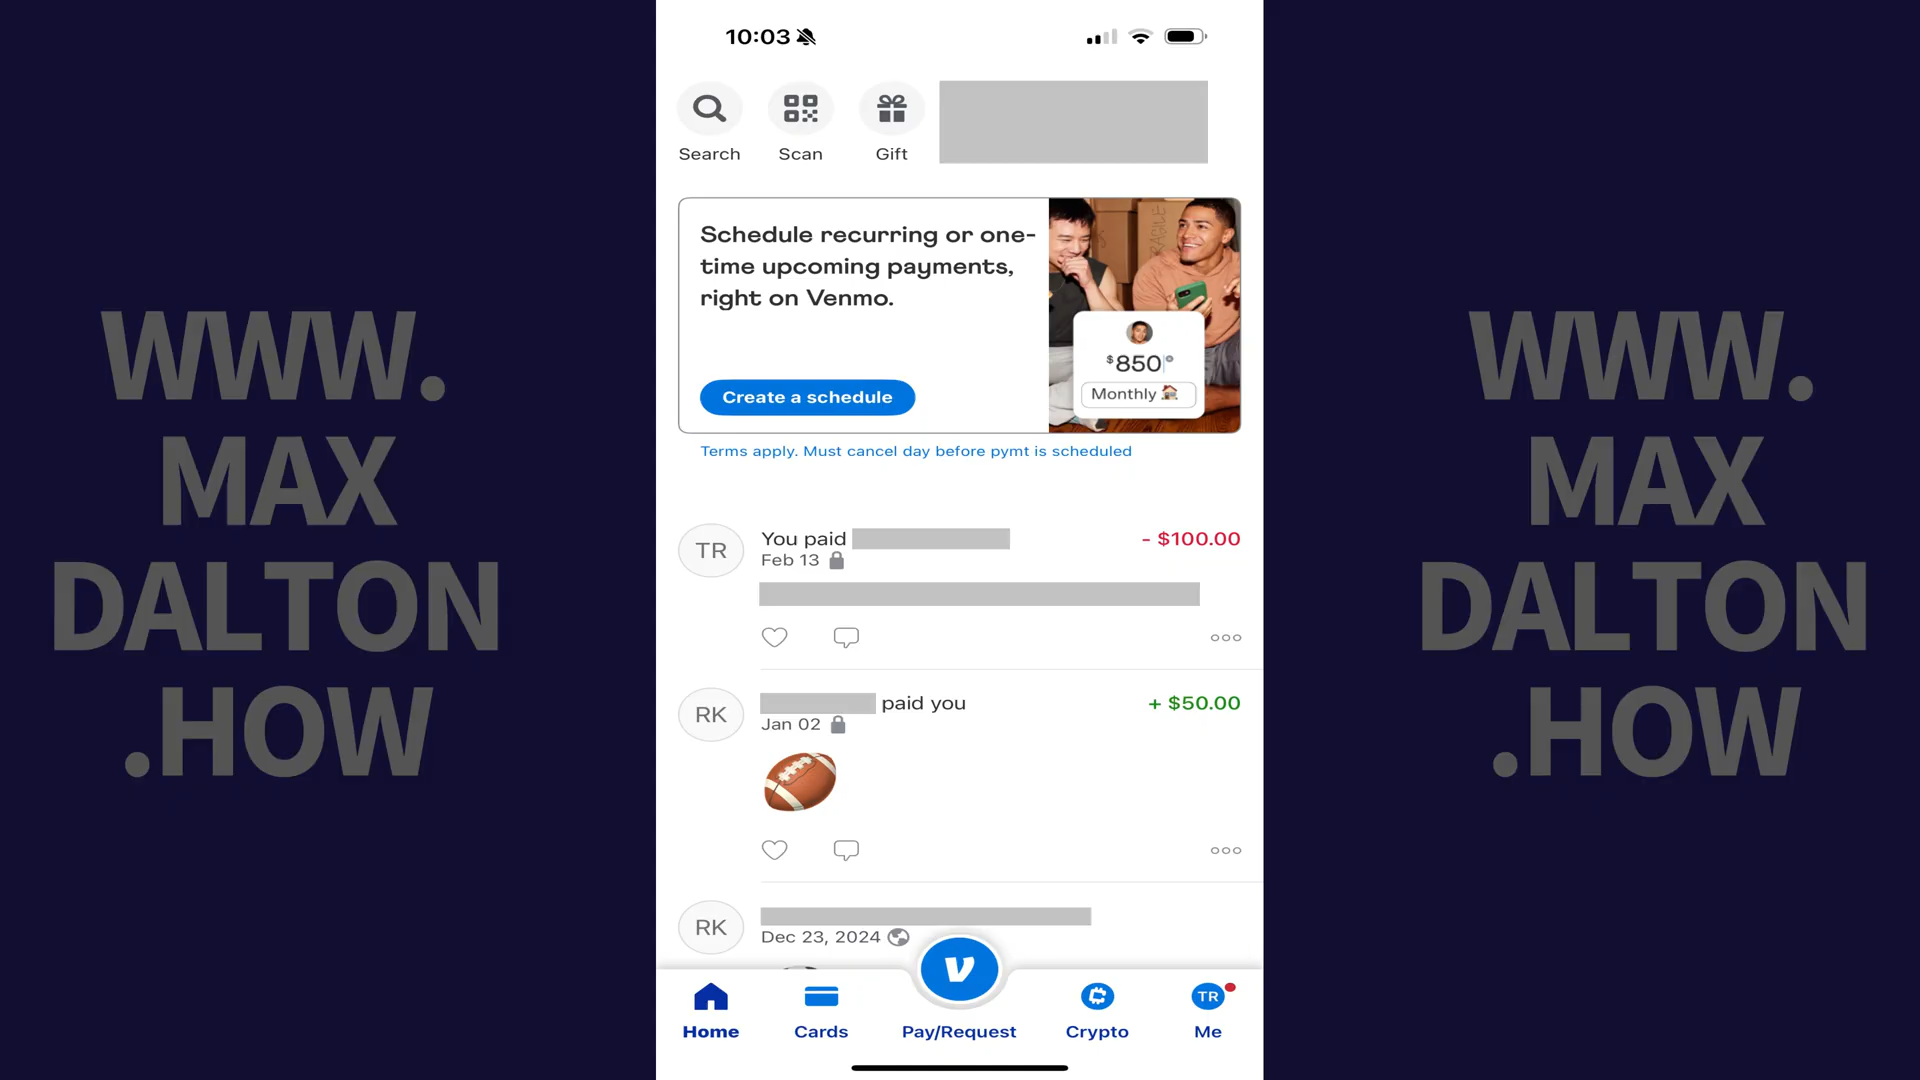 WWW.
MAX
DALTON
.HOW
10:03
Search
Scan
Gift
Schedule recurring or one-
time upcoming payments,
right on Venmo.
Create a schedule
FRAGILE
$850
Monthly
Terms apply. Must cancel day before pymt is scheduled
TR
You paid
- $100.00
Feb 13
RK
paid you
+ $50.00
Jan 02
RK
Dec 23, 2024
Home
Cards
Pay/Request
Crypto
TR
Me
WWW.
MAX
DALTON
.HOW